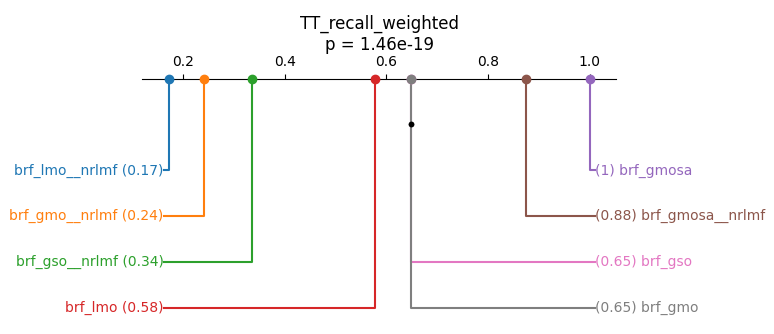 TT_recall_weighted
p = 1.46e-19
0.2 0.4 0.6 0.8 1.0
brf_lmo__nrlmf (0.17) (1) brf_gmosa
brf_gmo__nrlmf (0.24) (0.88) brf_gmosa__nrlmf
brf_gso__nrlmf (0.34) (0.65) brf_gso
brf_lmo (0.58) (0.65) brf_gmo